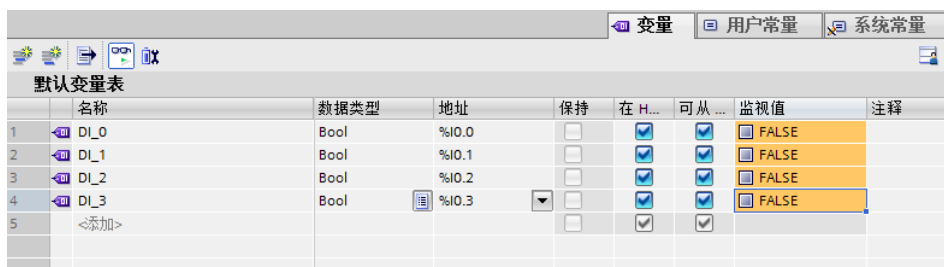 变量 用户常量 系统常量
默认变量表
名称 数据类型 地址 保持 在 H... 可从 ... 监视值 注释
1 DI_0 Bool %I0.0 FALSE
2 DI_1 Bool %I0.1 FALSE
3 DI_2 Bool %I0.2 FALSE
4 DI_3 Bool %I0.3 FALSE
5 <添加>